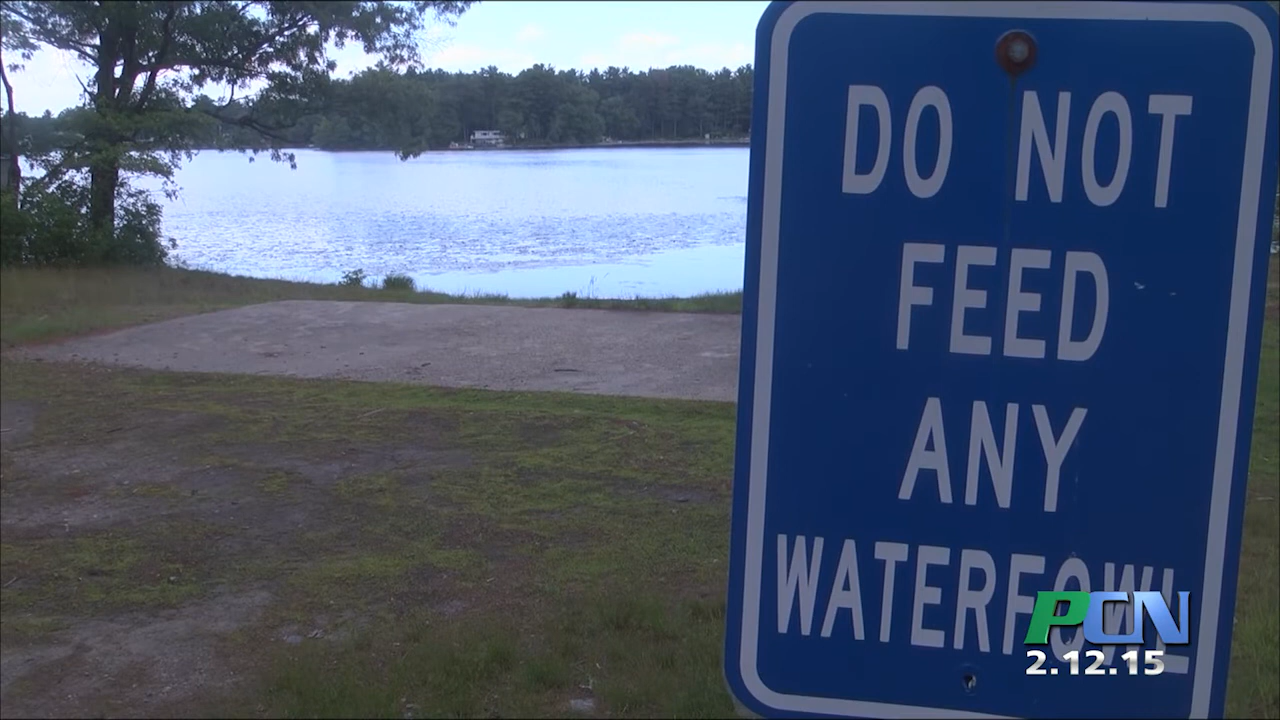 DO NOT
FEED
ANY
WATERFOWL
PCN
2.12.15